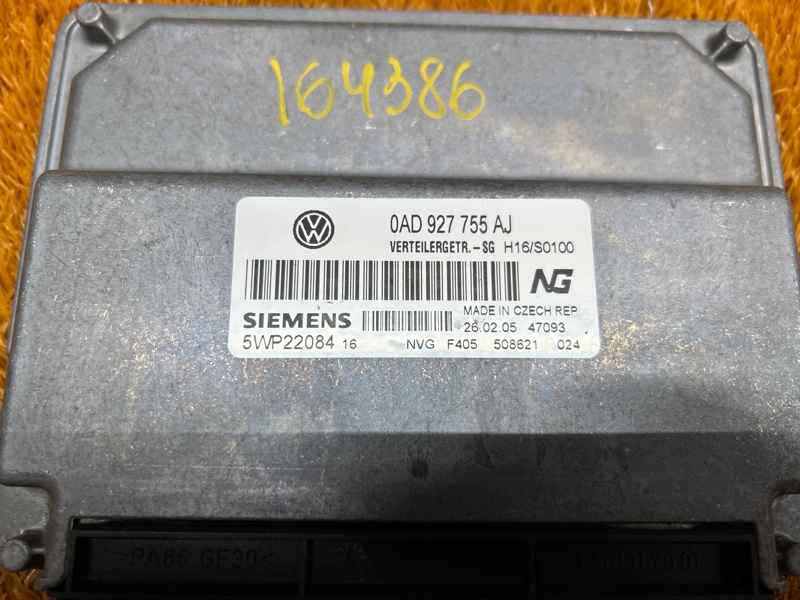 164386
0AD 927 755 AJ
VERTEILERGETR.-SG H16/S0100
NG
MADE IN CZECH REP
SIEMENS
26.02.05 47093
5WP22084 16 NVG F405 508621 024
>PA66 GF30<